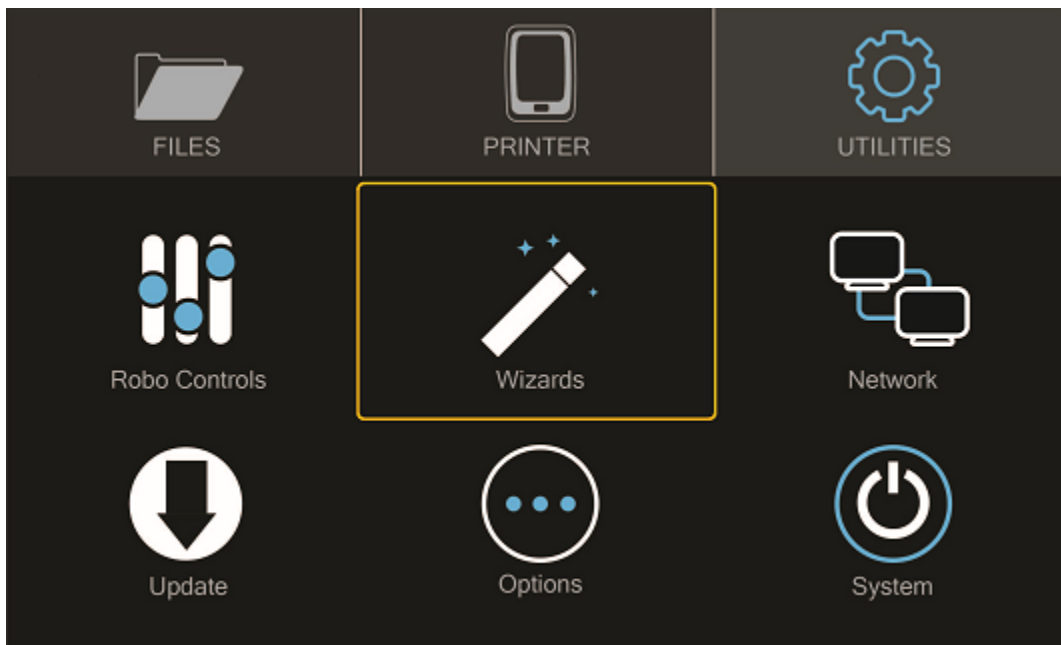 FILES
PRINTER
UTILITIES
Robo Controls
Wizards
Network
Update
Options
System